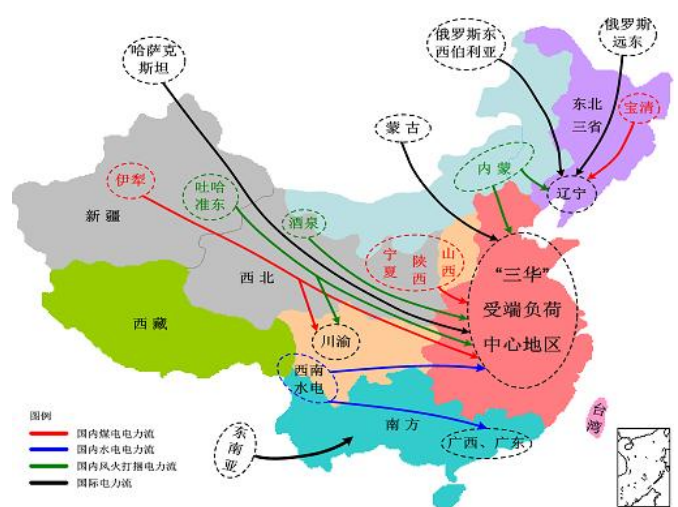 哈萨克
斯坦
俄罗斯东
西伯利亚
俄罗斯
远东
东北
三省
宝清
蒙古
内蒙
辽宁
伊犁
吐哈
准东
新疆
酒泉
宁夏
陕西
山西
西北
“三华”
受端负荷
中心地区
西藏
川渝
西南
水电
南方
台湾
东南亚
广西、广东
图例
国内煤电电力流
国内水电电力流
国内风火打捆电力流
国际电力流